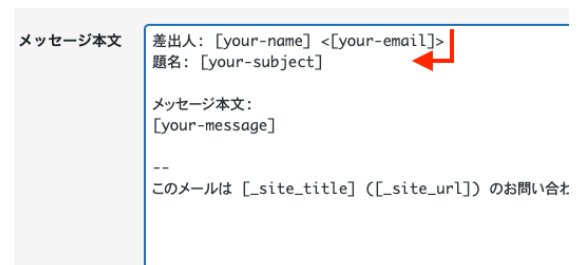 メッセージ本文
差出人: [your-name] <[your-email]>
題名: [your-subject]
メッセージ本文:
[your-message]
--
このメールは [_site_title] ([_site_url]) のお問い合わ